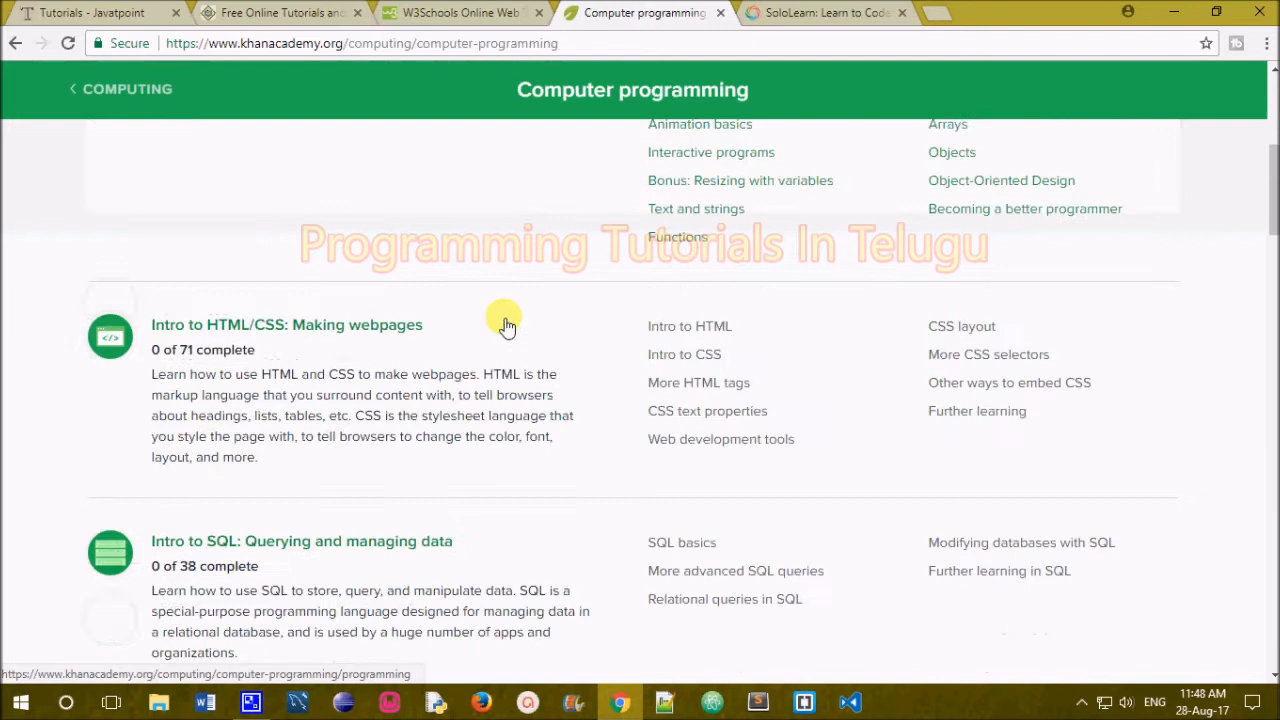 Tutorials - Javatpoint
Free Online Tutorials and
W3Schools Online Web T
Computer programming
SoloLearn: Learn to Code
Secure
https://www.khanacademy.org/computing/computer-programming
COMPUTING
Computer programming
Animation basics
Arrays
Interactive programs
Objects
Bonus: Resizing with variables
Object-Oriented Design
Text and strings
Becoming a better programmer
Functions
Programming Tutorials In Telugu
Intro to HTML/CSS: Making webpages
0 of 71 complete
Learn how to use HTML and CSS to make webpages. HTML is the
markup language that you surround content with, to tell browsers
about headings, lists, tables, etc. CSS is the stylesheet language that
you style the page with, to tell browsers to change the color, font,
layout, and more.
Intro to HTML
CSS layout
Intro to CSS
More CSS selectors
More HTML tags
Other ways to embed CSS
CSS text properties
Further learning
Web development tools
Intro to SQL: Querying and managing data
0 of 38 complete
Learn how to use SQL to store, query, and manipulate data. SQL is a
special-purpose programming language designed for managing data in
a relational database, and is used by a huge number of apps and
organizations.
SQL basics
Modifying databases with SQL
More advanced SQL queries
Further learning in SQL
Relational queries in SQL
https://www.khanacademy.org/computing/computer-programming/programming
ENG
11:48 AM
28-Aug-17